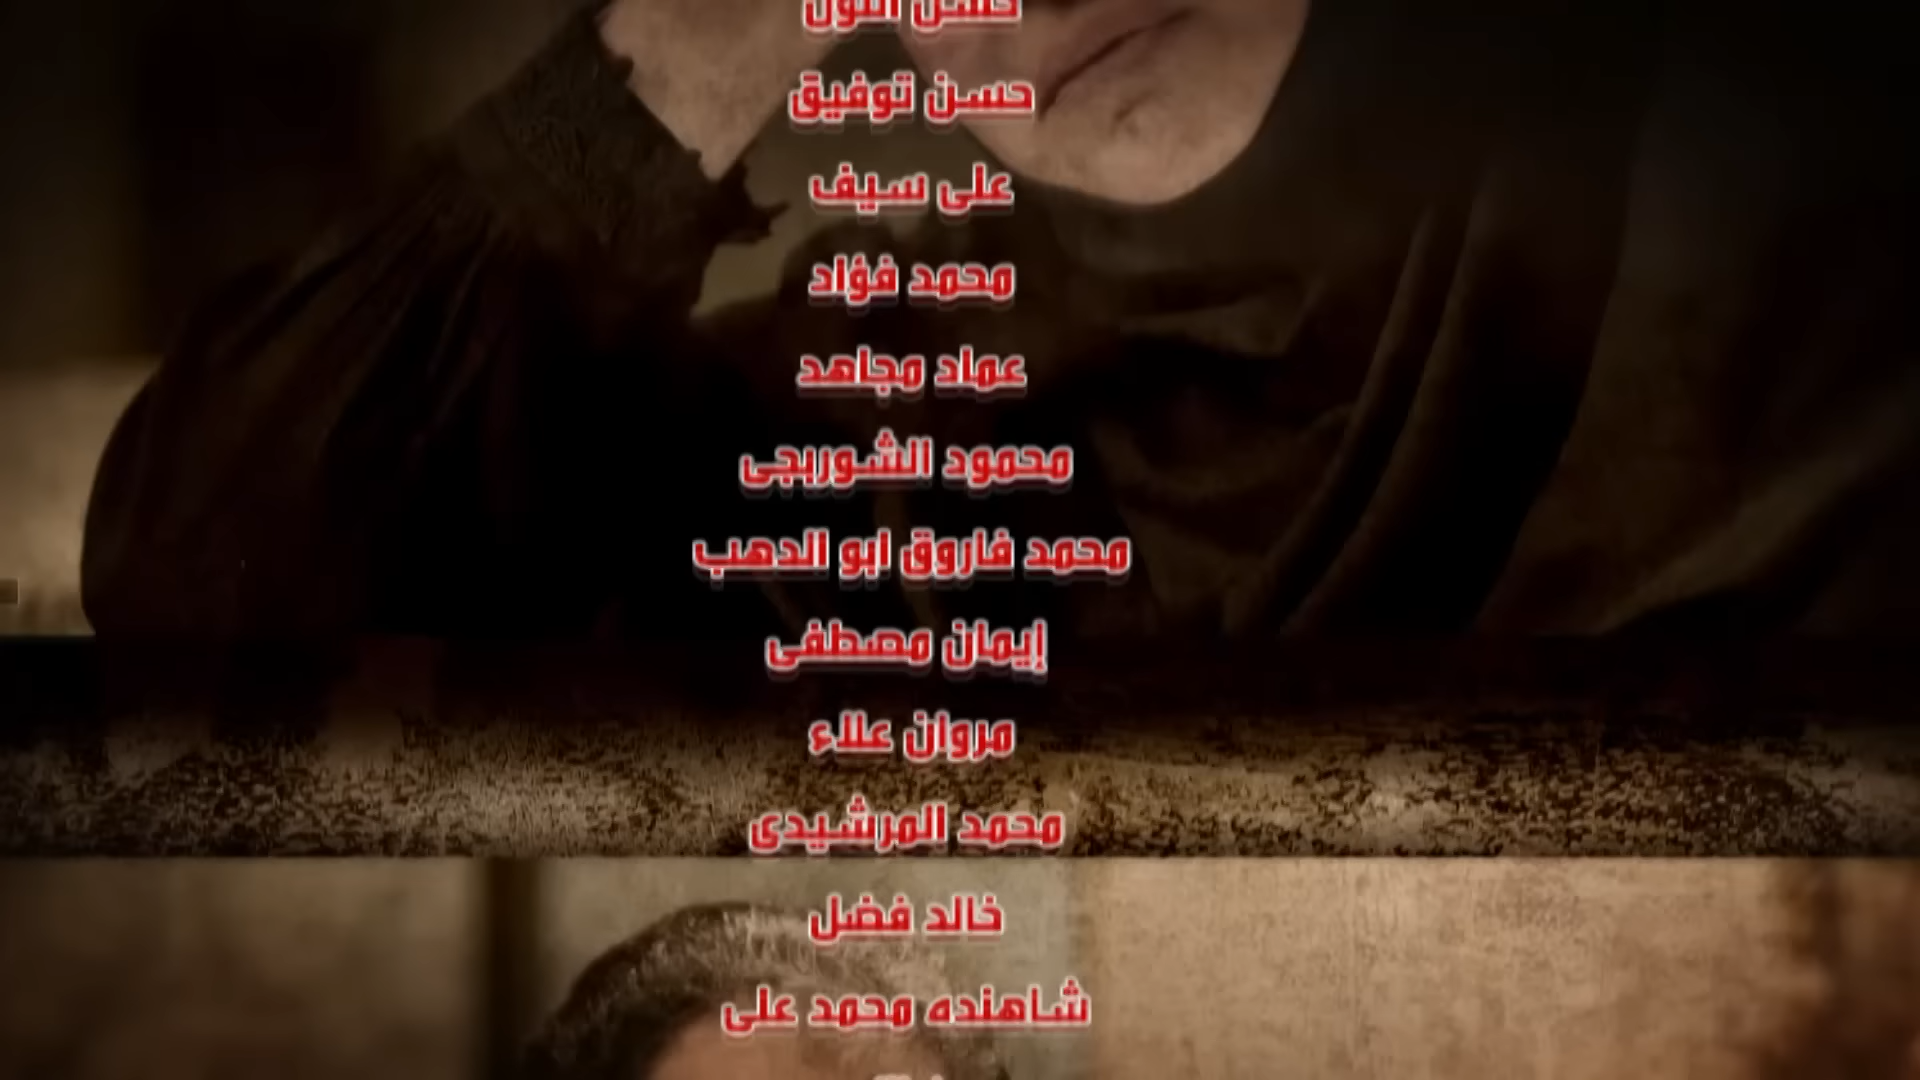 حسن توفيق
على سيف
محمد فؤاد
عماد مجاهد
محمود الشوربجى
محمد فاروق ابو الدهب
إيمان مصطفى
مروان علاء
محمد المرشيدى
خالد فضل
شاهنده محمد على